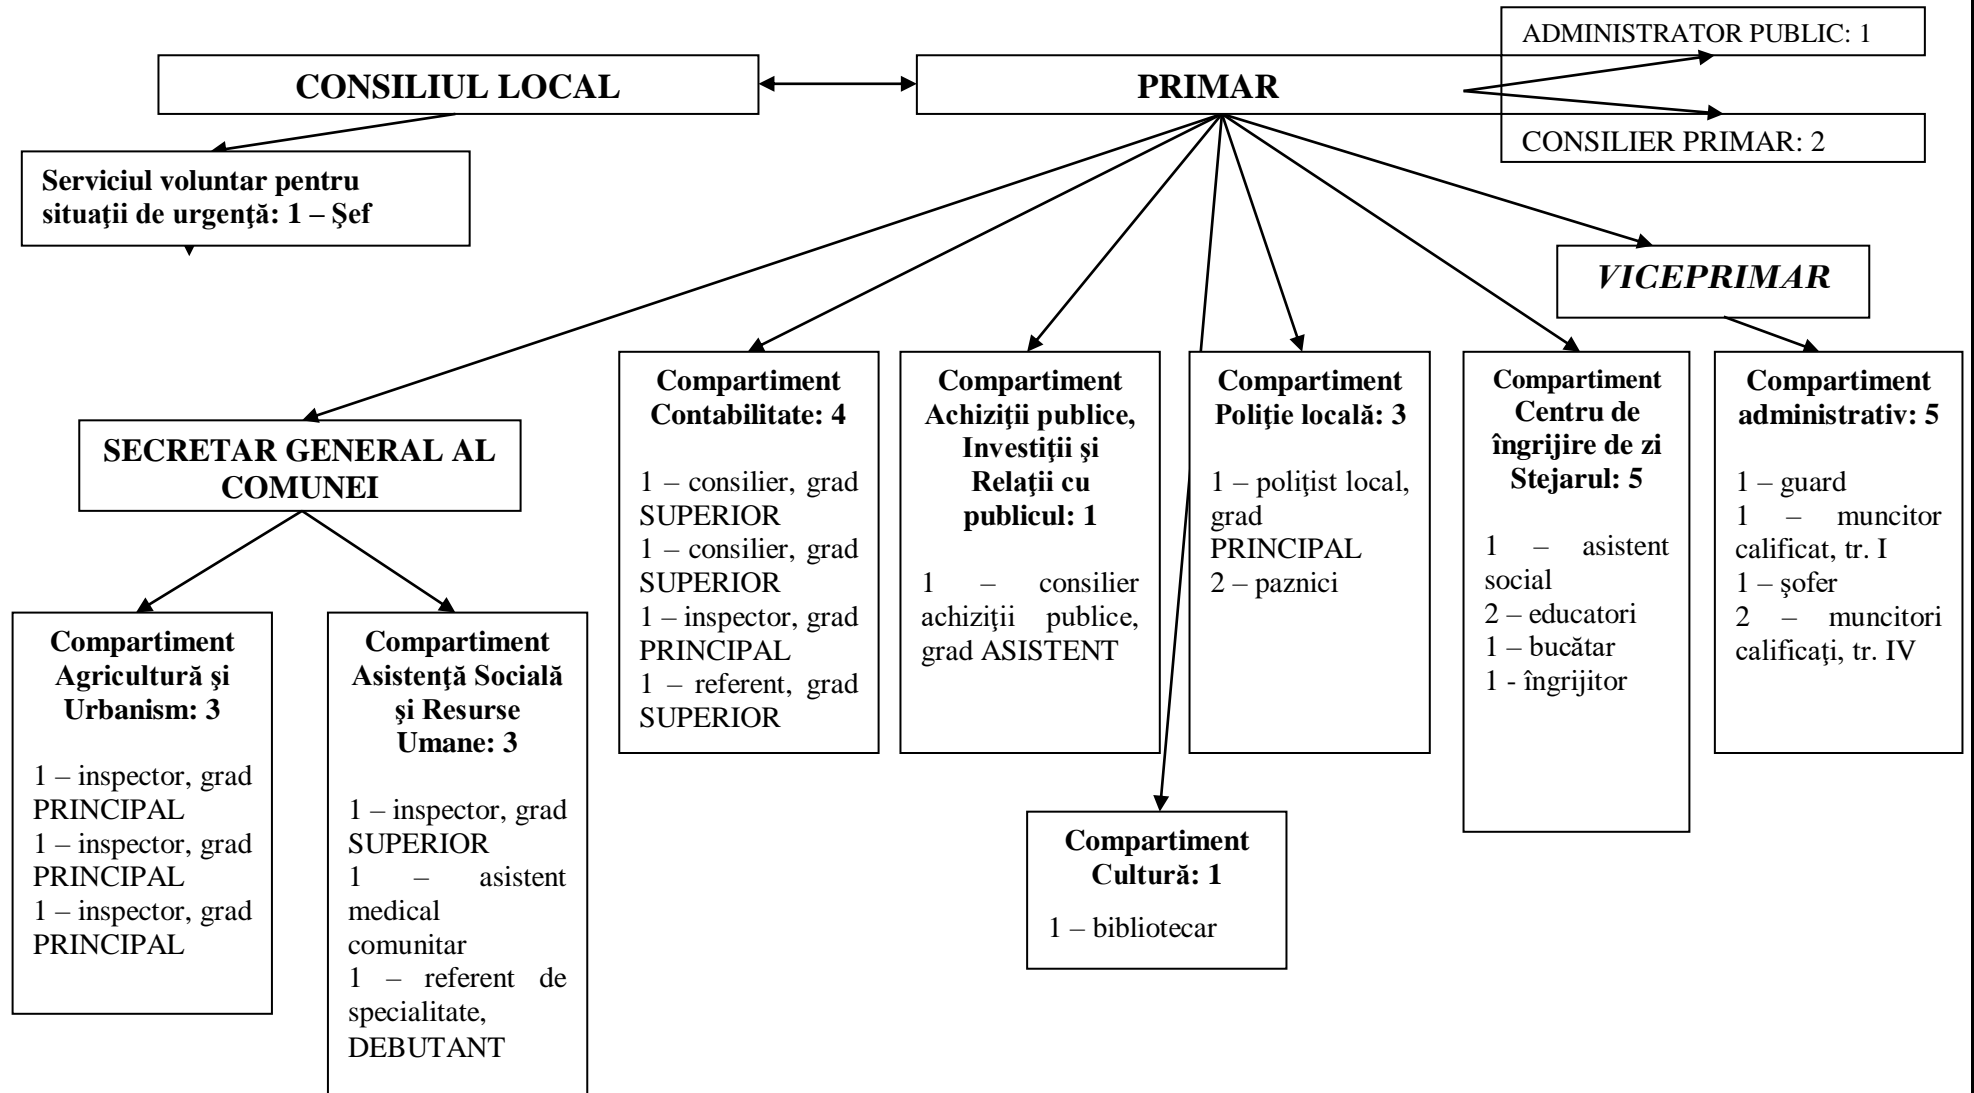 ADMINISTRATOR PUBLIC: 1
CONSILIUL LOCAL
PRIMAR
CONSILIER PRIMAR: 2
Serviciul voluntar pentru
situaţii de urgenţă: 1 – Şef
VICEPRIMAR
SECRETAR GENERAL AL
COMUNEI
Compartiment
Contabilitate: 4
1 – consilier, grad
SUPERIOR
1 – consilier, grad
SUPERIOR
1 – inspector, grad
PRINCIPAL
1 – referent, grad
SUPERIOR
Compartiment
Achiziţii publice,
Investiţii şi
Relaţii cu
publicul: 1
1 – consilier
achiziţii publice,
grad ASISTENT
Compartiment
Poliţie locală: 3
1 – poliţist local,
grad
PRINCIPAL
2 – paznici
Compartiment
Centru de
îngrijire de zi
Stejarul: 5
1 – asistent
social
2 – educatori
1 – bucătar
1 - îngrijitor
Compartiment
administrativ: 5
1 – guard
1 – muncitor
calificat, tr. I
1 – şofer
2 – muncitori
calificaţi, tr. IV
Compartiment
Agricultură şi
Urbanism: 3
1 – inspector, grad
PRINCIPAL
1 – inspector, grad
PRINCIPAL
1 – inspector, grad
PRINCIPAL
Compartiment
Asistenţă Socială
şi Resurse
Umane: 3
1 – inspector, grad
SUPERIOR
1 – asistent
medical
comunitar
1 – referent de
specialitate,
DEBUTANT
Compartiment
Cultură: 1
1 – bibliotecar